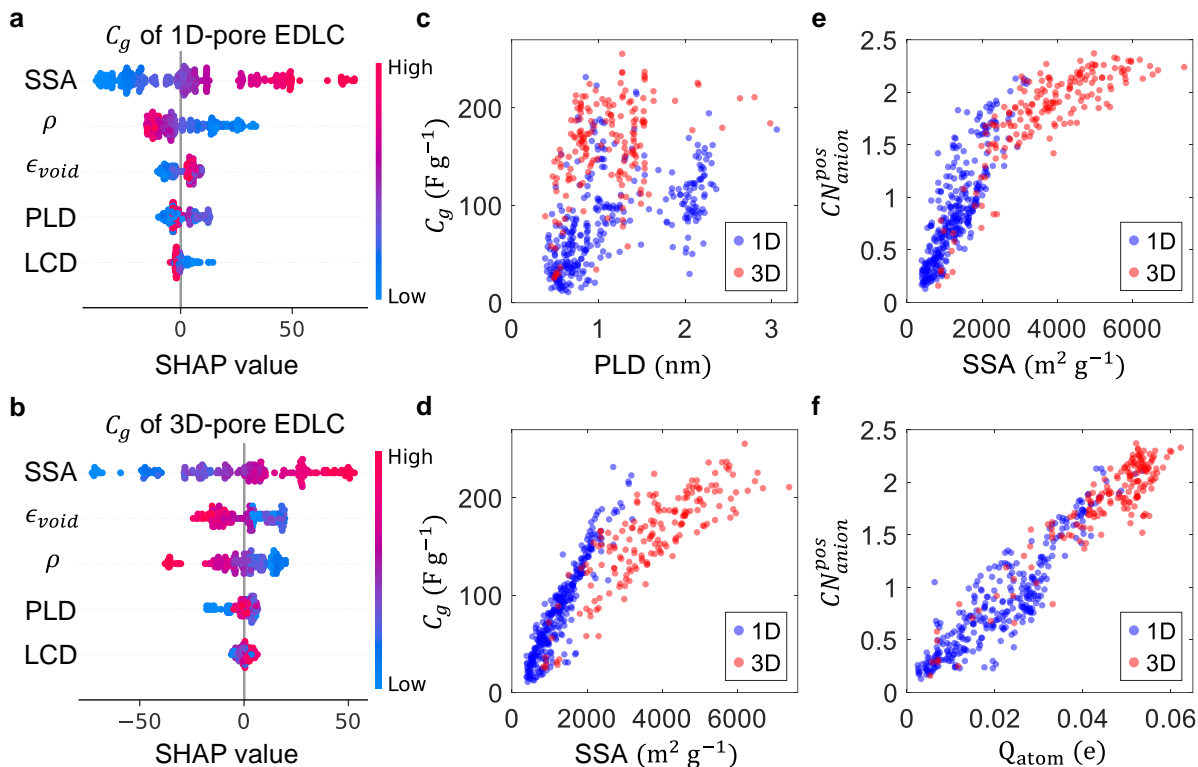 a
C_g of 1D-pore EDLC
SSA
ρ
ϵ_void
PLD
LCD
High
Low
0
50
SHAP value
b
C_g of 3D-pore EDLC
SSA
ϵ_void
ρ
PLD
LCD
High
Low
−50
0
50
SHAP value
c
C_g (F g⁻¹)
200
100
0
0
1
2
3
PLD (nm)
1D
3D
d
C_g (F g⁻¹)
200
100
0
0
2000
4000
6000
SSA (m² g⁻¹)
1D
3D
e
CN_anion^pos
2.5
2
1.5
1
0.5
0
0
2000
4000
6000
SSA (m² g⁻¹)
1D
3D
f
CN_anion^pos
2.5
2
1.5
1
0.5
0
0
0.02
0.04
0.06
Q_atom (e)
1D
3D